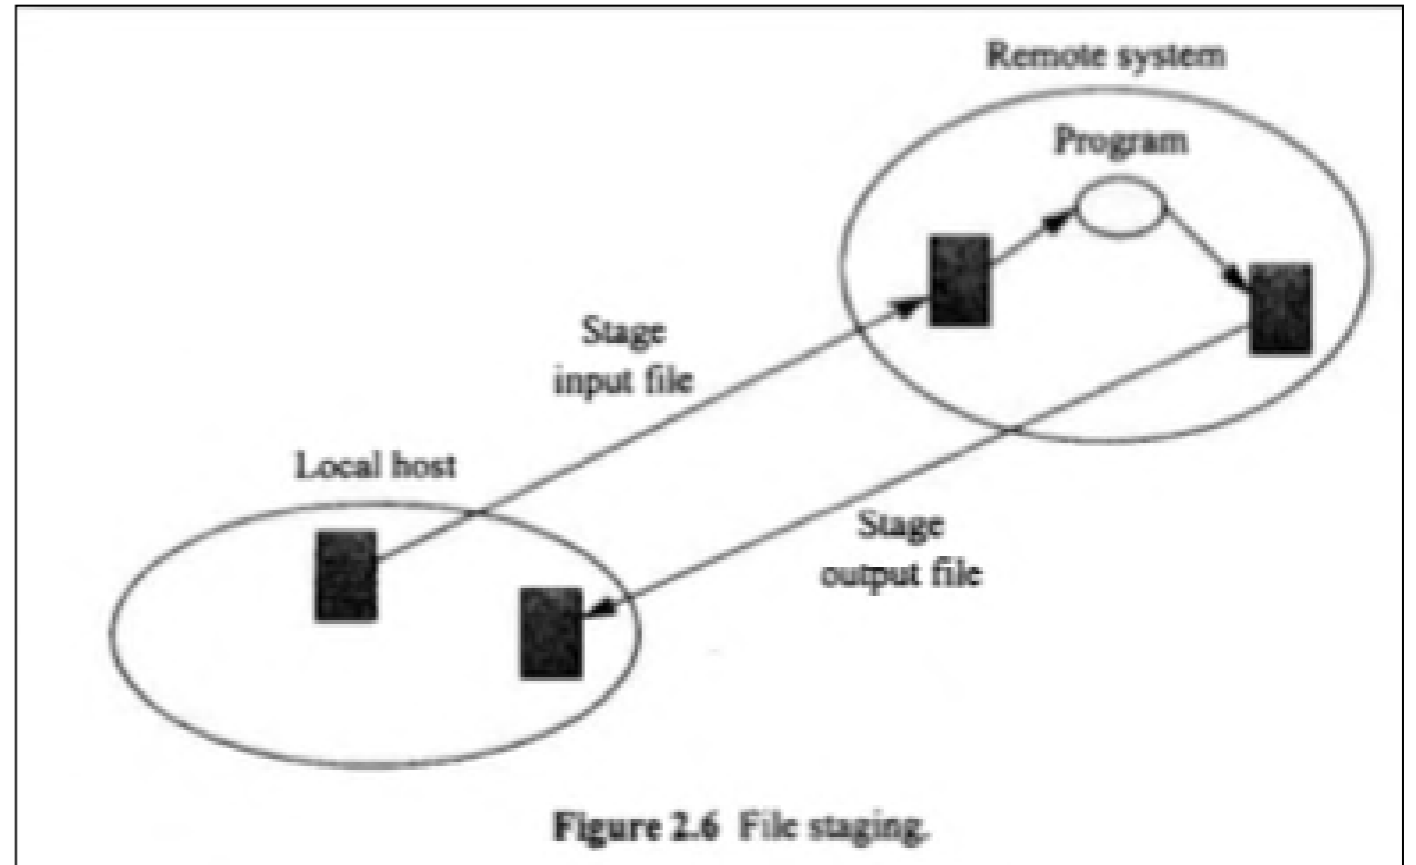 Remote system
Program
Stage
input file
Local host
Stage
output file
Figure 2.6 File staging.